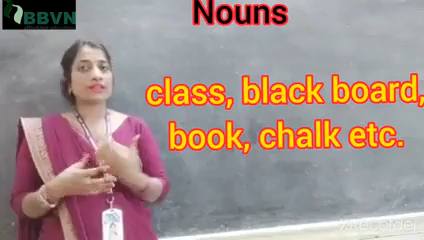 BBVN
Nouns
class, black board,
book, chalk etc.